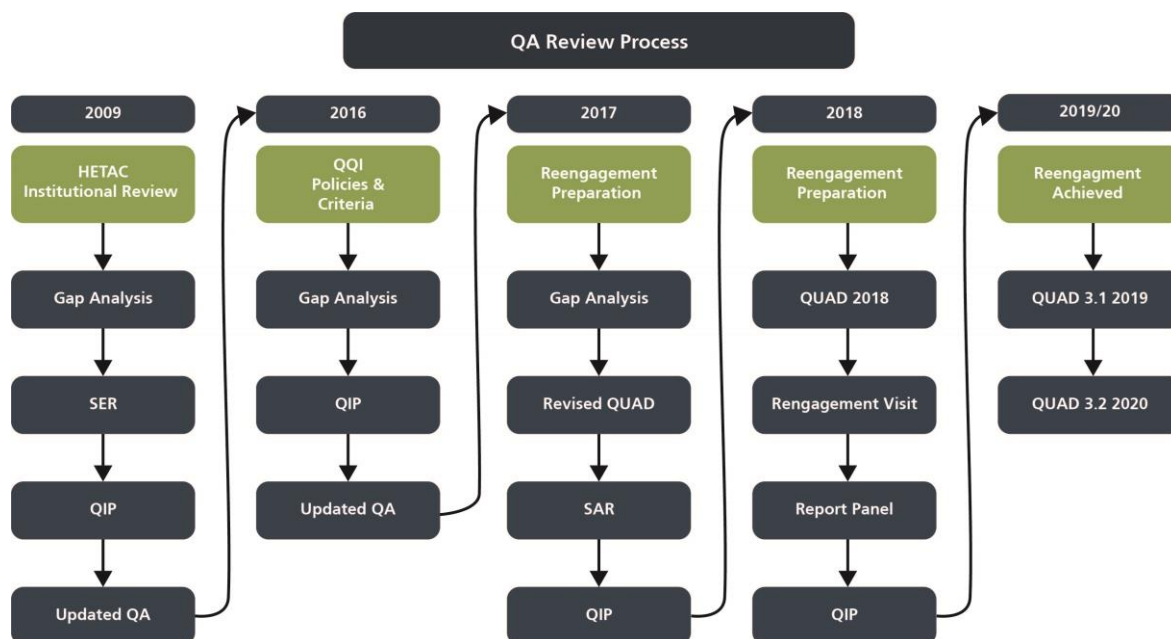 QA Review Process
2009
HETAC
Institutional Review
Gap Analysis
SER
QIP
Updated QA
2016
QQI
Policies &
Criteria
Gap Analysis
QIP
Updated QA
2017
Reengagement
Preparation
Gap Analysis
Revised QUAD
SAR
QIP
2018
Reengagement
Preparation
QUAD 2018
Rengagement Visit
Report Panel
QIP
2019/20
Reengagment
Achieved
QUAD 3.1 2019
QUAD 3.2 2020